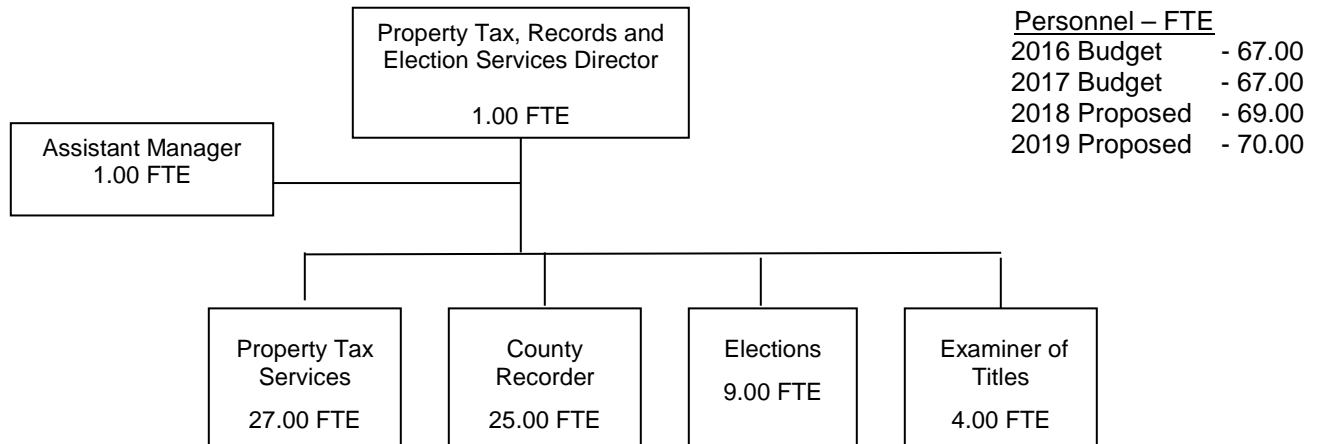 Property Tax, Records and
Election Services Director
1.00 FTE
Personnel – FTE
2016 Budget - 67.00
2017 Budget - 67.00
2018 Proposed - 69.00
2019 Proposed - 70.00
Assistant Manager
1.00 FTE
Property Tax
Services
27.00 FTE
County
Recorder
25.00 FTE
Elections
9.00 FTE
Examiner of
Titles
4.00 FTE